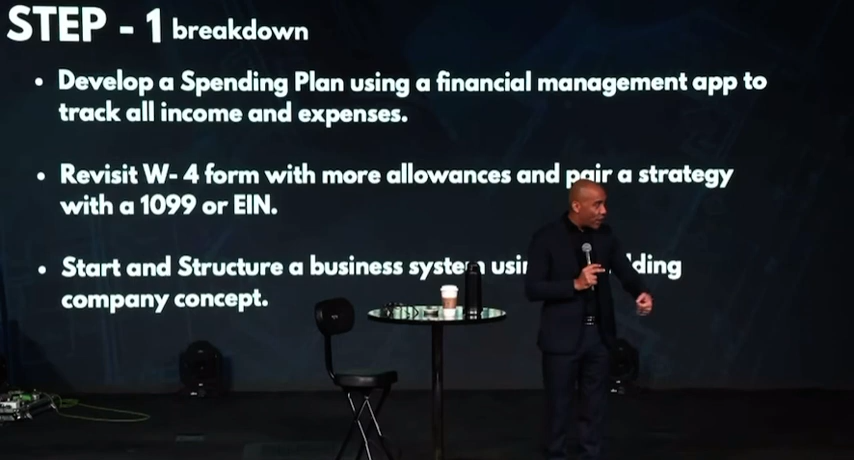 STEP - 1 breakdown
• Develop a Spending Plan using a financial management app to
track all income and expenses.
• Revisit W- 4 form with more allowances and pair a strategy
with a 1099 or EIN.
• Start and Structure a business system
company concept.